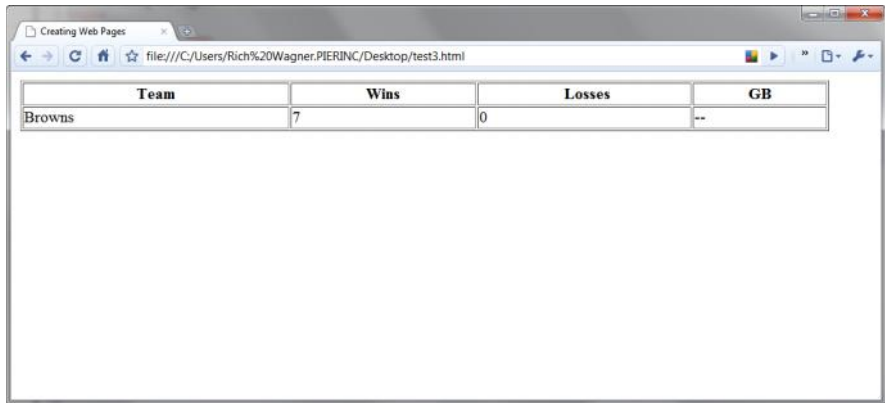 Creating Web Pages
file:///C:/Users/Rich%20Wagner.PIERINC/Desktop/test3.html
Team Wins Losses GB
Browns 7 0 --